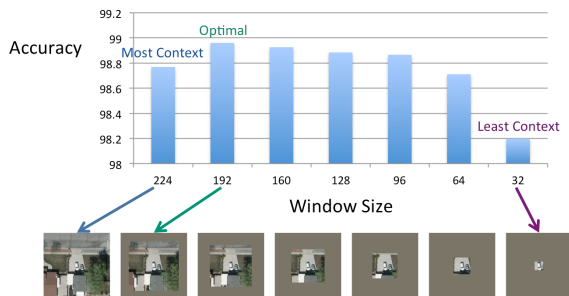 99.2
99
98.8
98.6
98.4
98.2
98
Accuracy
Most Context
Optimal
Least Context
224 192 160 128 96 64 32
Window Size